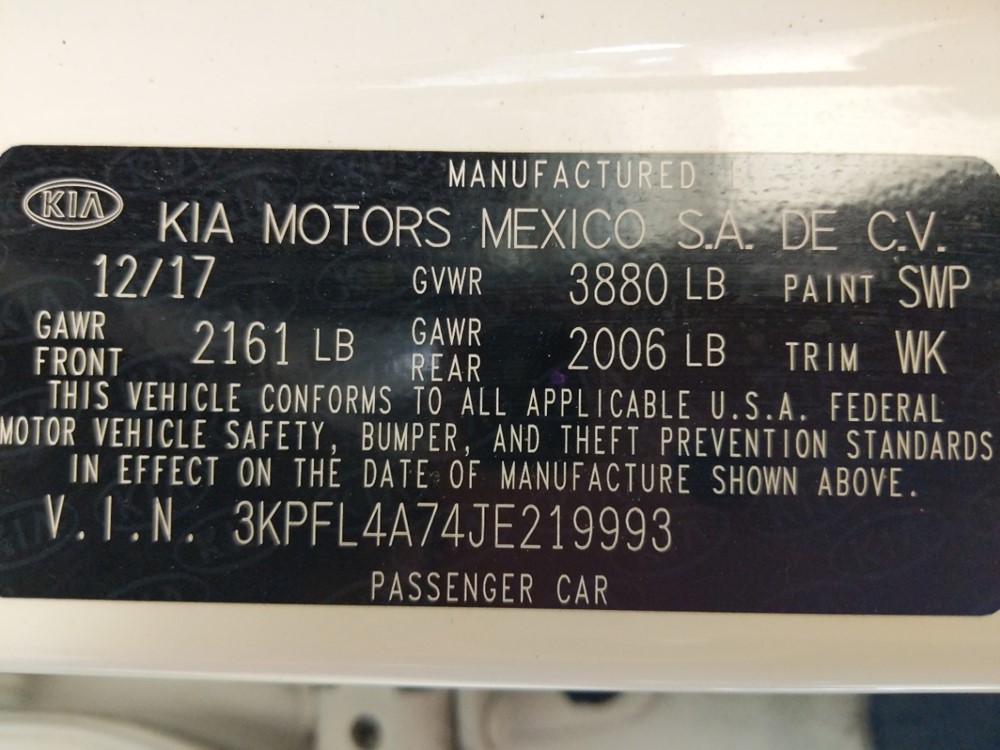 MANUFACTURED
KIA
KIA MOTORS MEXICO S.A. DE C.V.
12/17 GVWR 3880 LB PAINT SWP
GAWR FRONT 2161 LB GAWR REAR 2006 LB TRIM WK
THIS VEHICLE CONFORMS TO ALL APPLICABLE U.S.A. FEDERAL
MOTOR VEHICLE SAFETY, BUMPER, AND THEFT PREVENTION STANDARDS
IN EFFECT ON THE DATE OF MANUFACTURE SHOWN ABOVE.
V.I.N. 3KPFL4A74JE219993
PASSENGER CAR